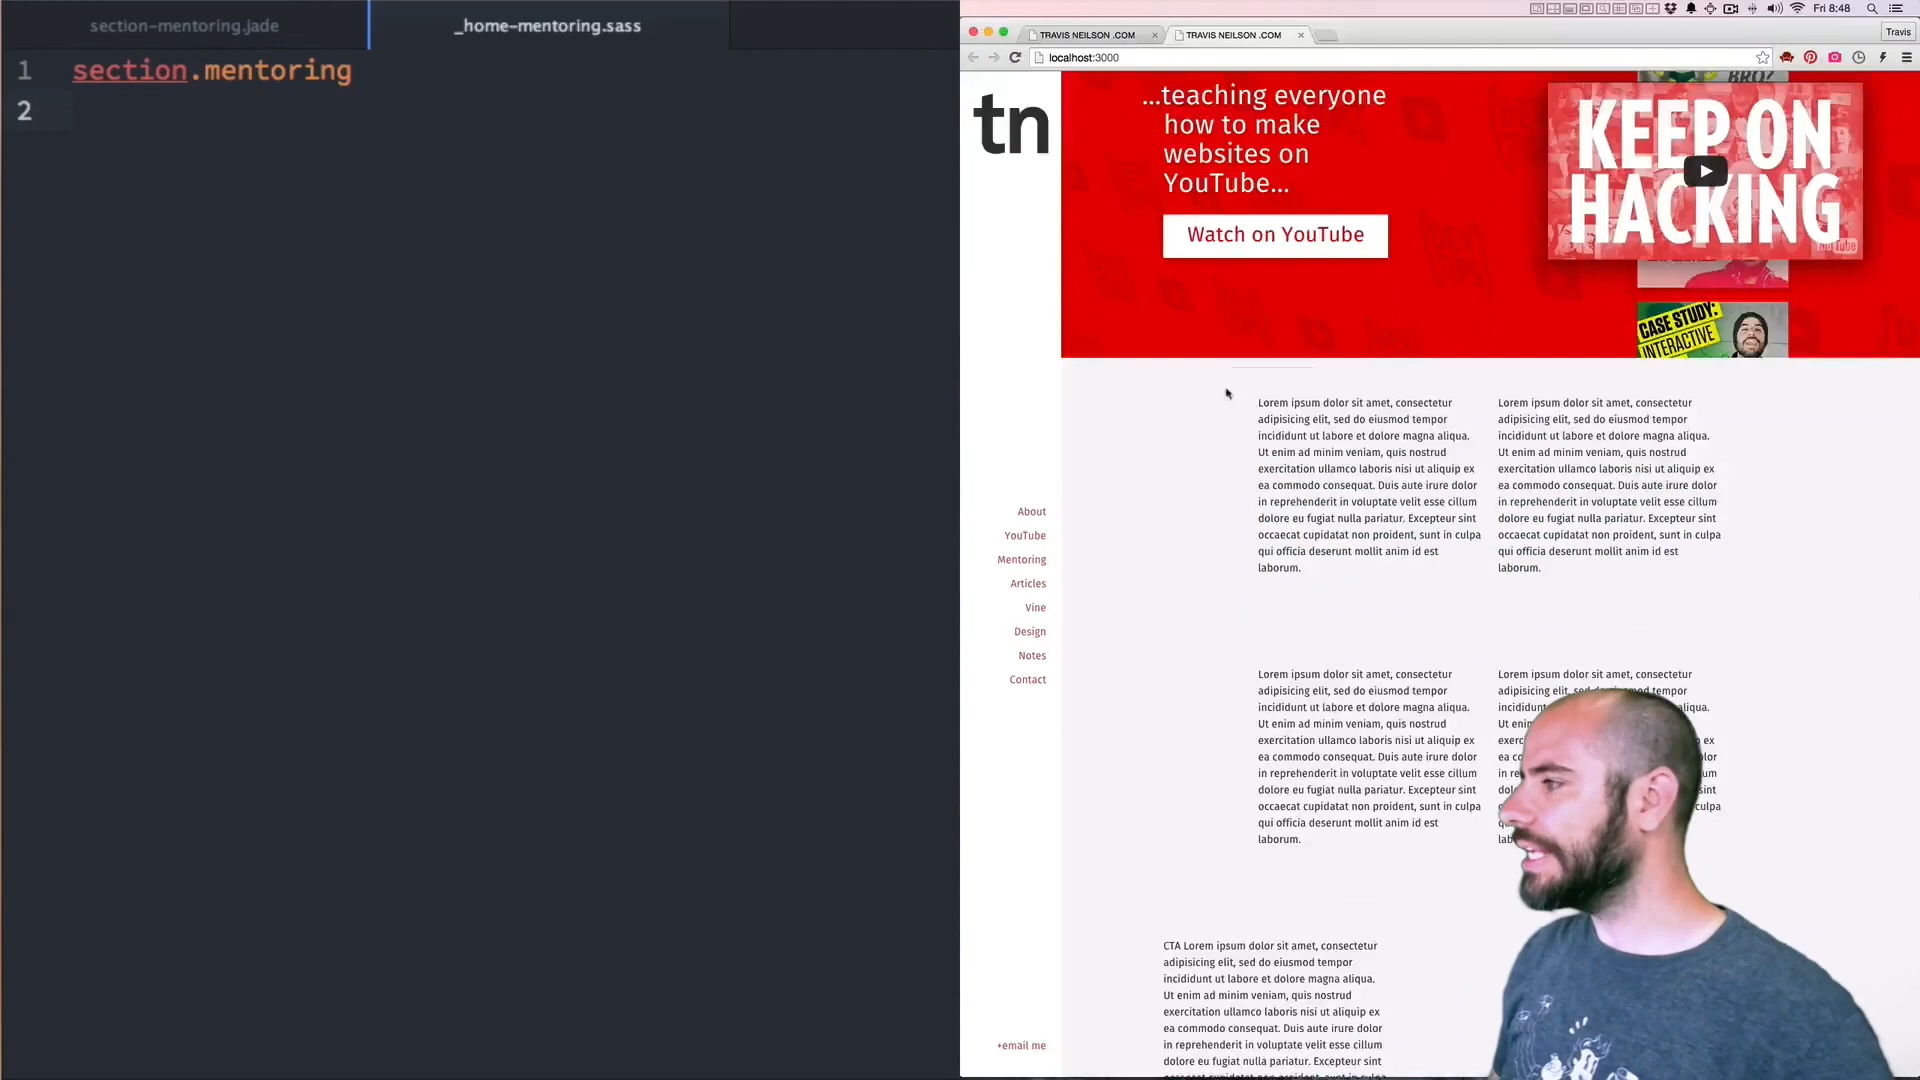 section-mentoring.jade
_home-mentoring.sass
1 section.mentoring
2
Fri 8:48
TRAVIS NEILSON .COM
TRAVIS NEILSON .COM
Travis
localhost:3000
tn
...teaching everyone
how to make
websites on
YouTube...
Watch on YouTube
BRO?
KEEP ON
HACKING
YouTube
CASE STUDY:
INTERACTIVE
About
YouTube
Mentoring
Articles
Vine
Design
Notes
Contact
+email me
Lorem ipsum dolor sit amet, consectetur
adipisicing elit, sed do eiusmod tempor
incididunt ut labore et dolore magna aliqua.
Ut enim ad minim veniam, quis nostrud
exercitation ullamco laboris nisi ut aliquip ex
ea commodo consequat. Duis aute irure dolor
in reprehenderit in voluptate velit esse cillum
dolore eu fugiat nulla pariatur. Excepteur sint
occaecat cupidatat non proident, sunt in culpa
qui officia deserunt mollit anim id est
laborum.
Lorem ipsum dolor sit amet, consectetur
adipisicing elit, sed do eiusmod tempor
incididunt ut labore et dolore magna aliqua.
Ut enim ad minim veniam, quis nostrud
exercitation ullamco laboris nisi ut aliquip ex
ea commodo consequat. Duis aute irure dolor
in reprehenderit in voluptate velit esse cillum
dolore eu fugiat nulla pariatur. Excepteur sint
occaecat cupidatat non proident, sunt in culpa
qui officia deserunt mollit anim id est
laborum.
Lorem ipsum dolor sit amet, consectetur
adipisicing elit, sed do eiusmod tempor
incididunt ut labore et dolore magna aliqua.
Ut enim ad minim veniam, quis nostrud
exercitation ullamco laboris nisi ut aliquip ex
ea commodo consequat. Duis aute irure dolor
in reprehenderit in voluptate velit esse cillum
dolore eu fugiat nulla pariatur. Excepteur sint
occaecat cupidatat non proident, sunt in culpa
qui officia deserunt mollit anim id est
laborum.
Lorem ipsum dolor sit amet, consectetur
adipisicing elit, sed do eiusmod tempor
incididunt aliqua.
Ut enim
ex
dolor
sint
culpa
CTA Lorem ipsum dolor sit amet, consectetur
adipisicing elit, sed do eiusmod tempor
incididunt ut labore et dolore magna aliqua.
Ut enim ad minim veniam, quis nostrud
exercitation ullamco laboris nisi ut aliquip ex
ea commodo consequat. Duis aute irure dolor
in reprehenderit in voluptate velit esse cillum
dolore eu fugiat nulla pariatur. Excepteur sint